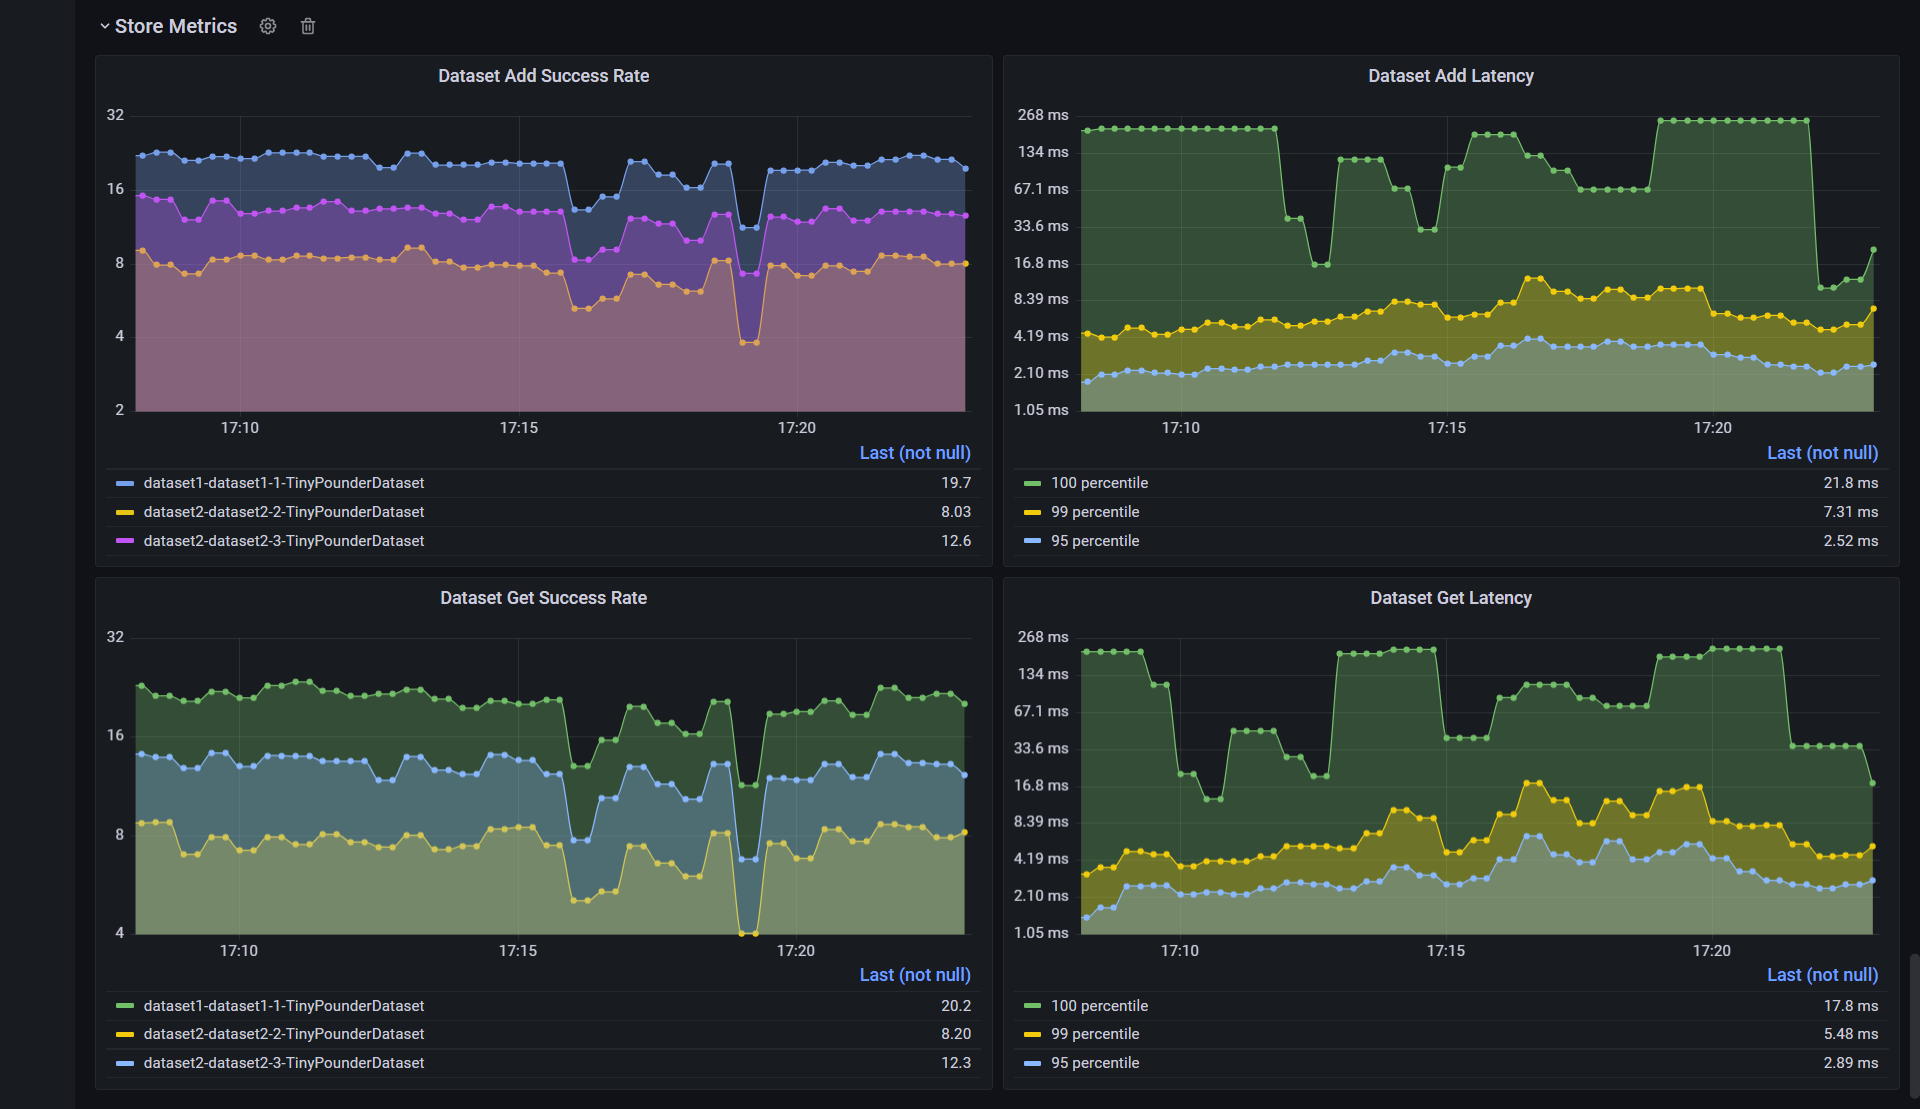 Store Metrics
Dataset Add Success Rate
32
16
8
4
2
17:10 17:15 17:20
Last (not null)
dataset1-dataset1-1-TinyPounderDataset 19.7
dataset2-dataset2-2-TinyPounderDataset 8.03
dataset2-dataset2-3-TinyPounderDataset 12.6
Dataset Add Latency
268 ms
134 ms
67.1 ms
33.6 ms
16.8 ms
8.39 ms
4.19 ms
2.10 ms
1.05 ms
17:10 17:15 17:20
Last (not null)
100 percentile 21.8 ms
99 percentile 7.31 ms
95 percentile 2.52 ms
Dataset Get Success Rate
32
16
8
4
17:10 17:15 17:20
Last (not null)
dataset1-dataset1-1-TinyPounderDataset 20.2
dataset2-dataset2-2-TinyPounderDataset 8.20
dataset2-dataset2-3-TinyPounderDataset 12.3
Dataset Get Latency
268 ms
134 ms
67.1 ms
33.6 ms
16.8 ms
8.39 ms
4.19 ms
2.10 ms
1.05 ms
17:10 17:15 17:20
Last (not null)
100 percentile 17.8 ms
99 percentile 5.48 ms
95 percentile 2.89 ms